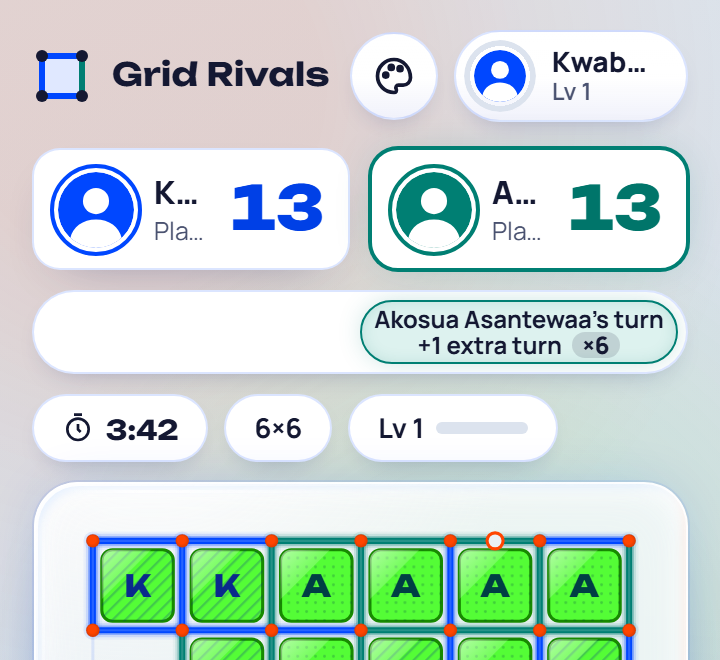 Grid Rivals
Kwab...
Lv 1
K...
Pla...
13
A...
Pla...
13
Akosua Asantewaa's turn
+1 extra turn ×6
3:42
6×6
Lv 1
K K A A A A